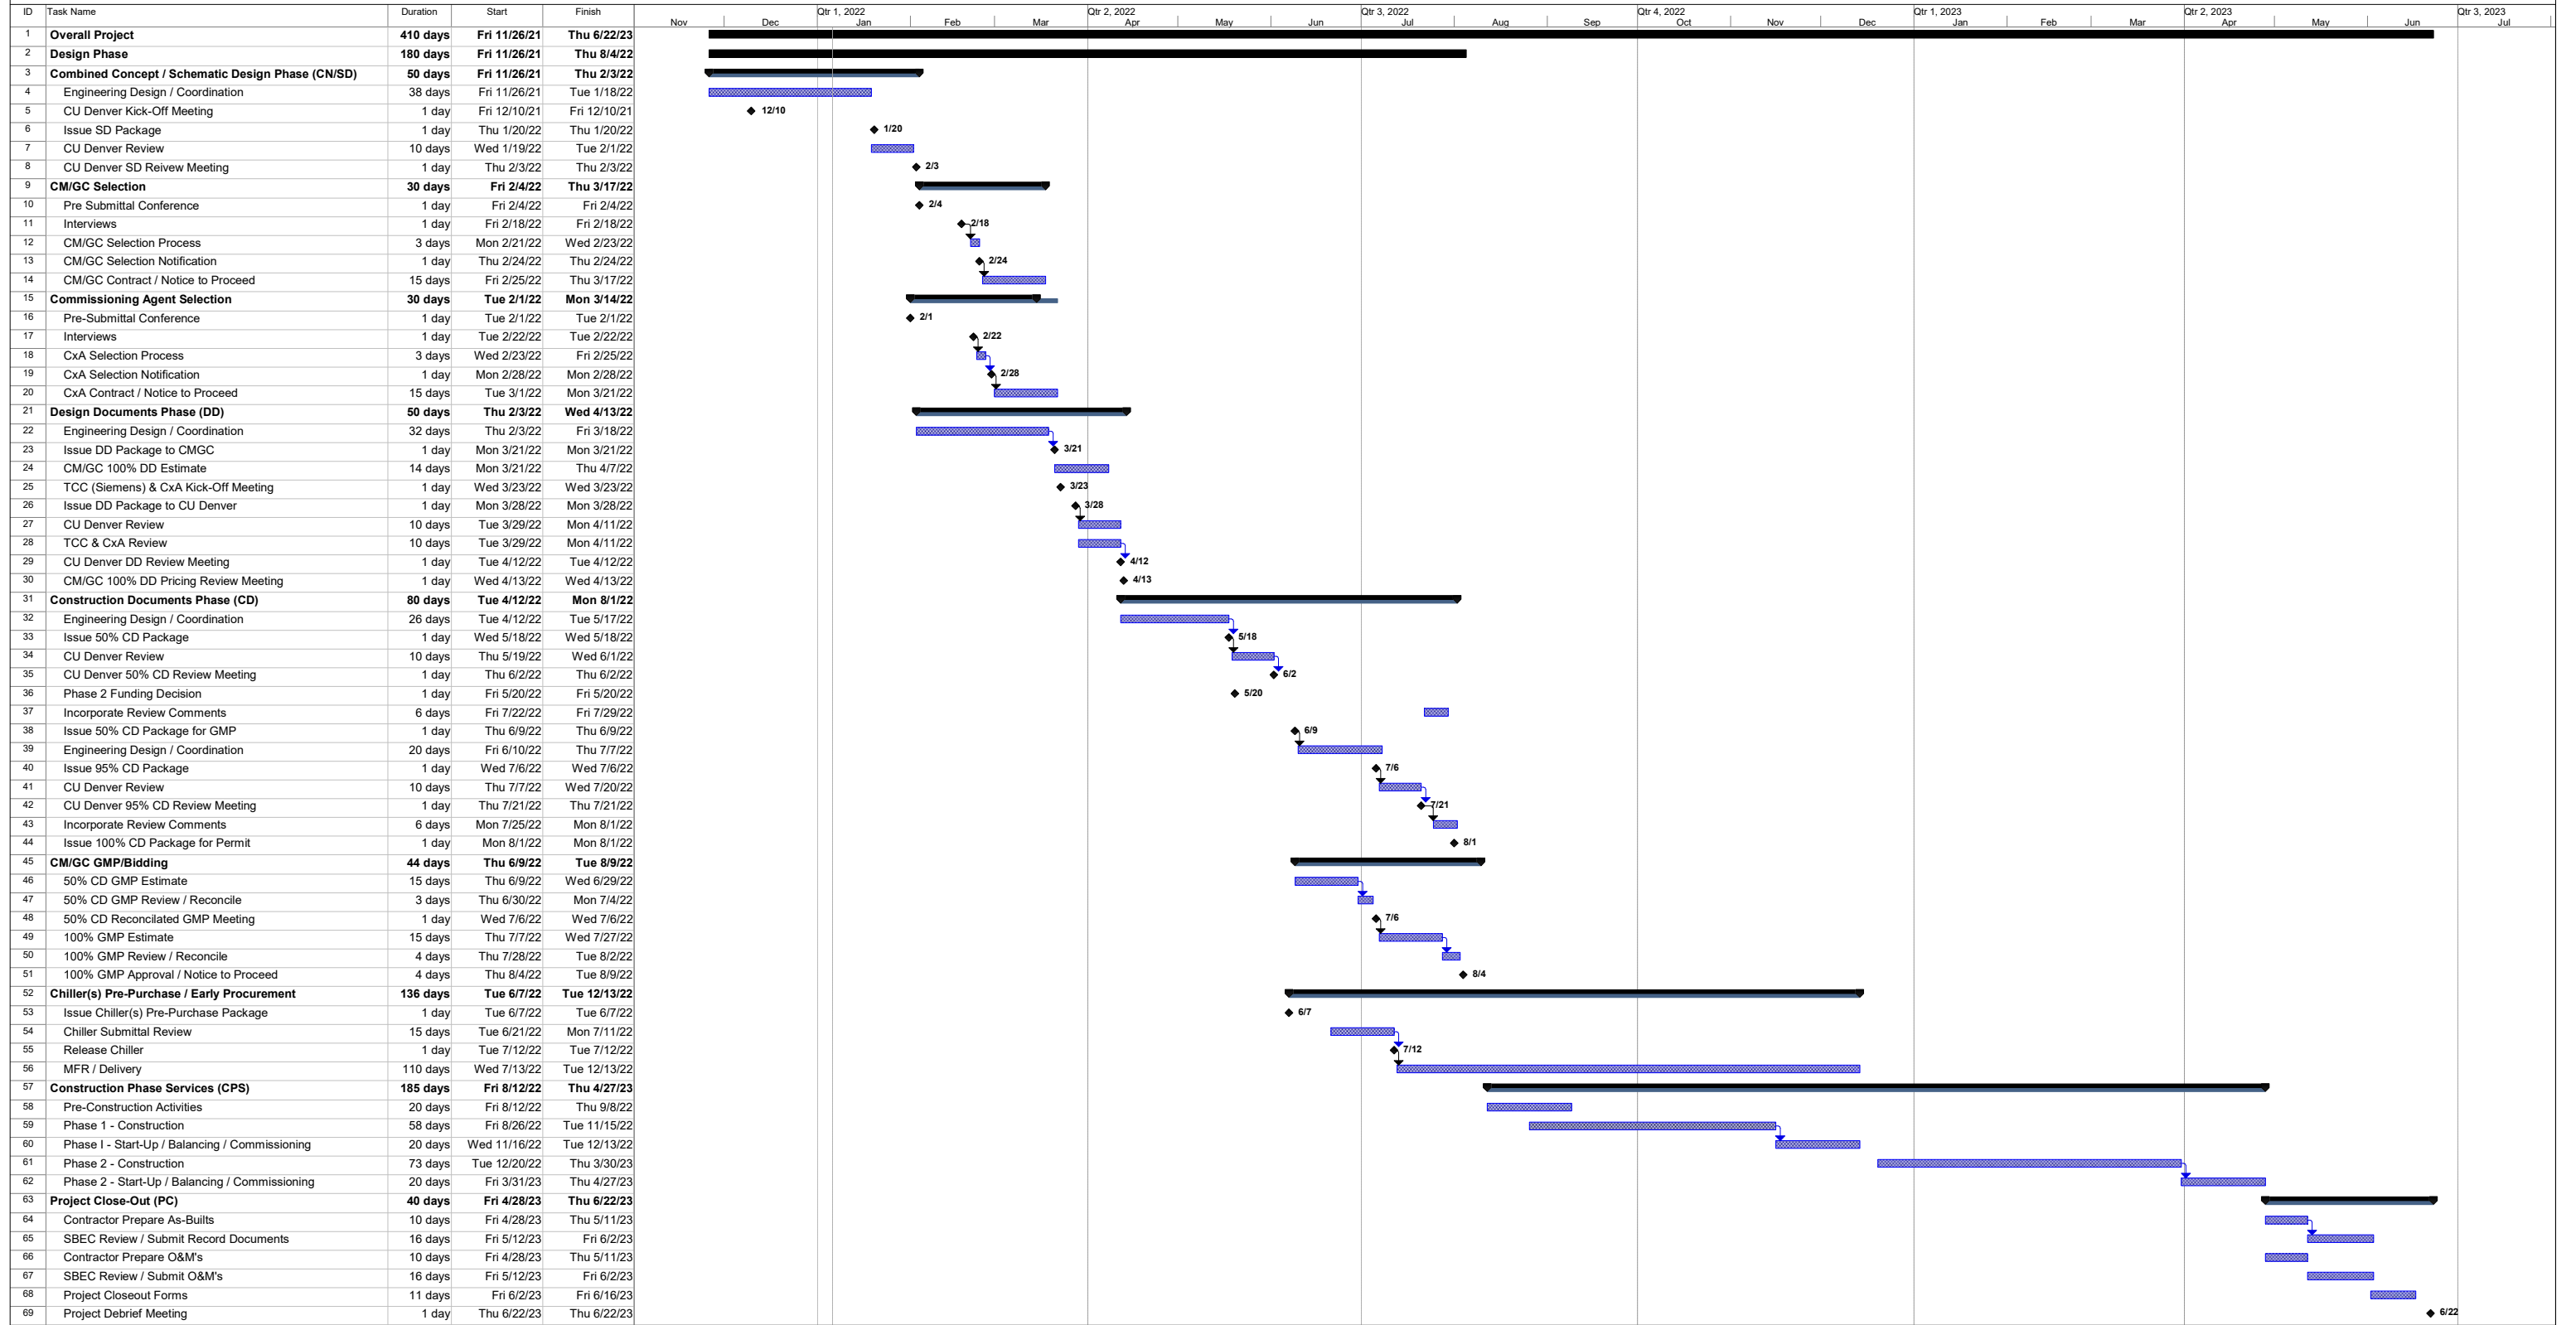 ID Task Name Duration Start Finish Qtr 1, 2022 Qtr 2, 2022 Qtr 3, 2022 Qtr 4, 2022 Qtr 1, 2023 Qtr 2, 2023 Qtr 3, 2023
Nov Dec Jan Feb Mar Apr May Jun Jul Aug Sep Oct Nov Dec Jan Feb Mar Apr May Jun Jul
1 Overall Project 410 days Fri 11/26/21 Thu 6/22/23
2 Design Phase 180 days Fri 11/26/21 Thu 8/4/22
3 Combined Concept / Schematic Design Phase (CN/SD) 50 days Fri 11/26/21 Thu 2/3/22
4 Engineering Design / Coordination 38 days Fri 11/26/21 Tue 1/18/22
5 CU Denver Kick-Off Meeting 1 day Fri 12/10/21 Fri 12/10/21 12/10
6 Issue SD Package 1 day Thu 1/20/22 Thu 1/20/22 1/20
7 CU Denver Review 10 days Wed 1/19/22 Tue 2/1/22
8 CU Denver SD Reivew Meeting 1 day Thu 2/3/22 Thu 2/3/22 2/3
9 CM/GC Selection 30 days Fri 2/4/22 Thu 3/17/22
10 Pre Submittal Conference 1 day Fri 2/4/22 Fri 2/4/22 2/4
11 Interviews 1 day Fri 2/18/22 Fri 2/18/22 2/18
12 CM/GC Selection Process 3 days Mon 2/21/22 Wed 2/23/22
13 CM/GC Selection Notification 1 day Thu 2/24/22 Thu 2/24/22 2/24
14 CM/GC Contract / Notice to Proceed 15 days Fri 2/25/22 Thu 3/17/22
15 Commissioning Agent Selection 30 days Tue 2/1/22 Mon 3/14/22
16 Pre-Submittal Conference 1 day Tue 2/1/22 Tue 2/1/22 2/1
17 Interviews 1 day Tue 2/22/22 Tue 2/22/22 2/22
18 CxA Selection Process 3 days Wed 2/23/22 Fri 2/25/22
19 CxA Selection Notification 1 day Mon 2/28/22 Mon 2/28/22 2/28
20 CxA Contract / Notice to Proceed 15 days Tue 3/1/22 Mon 3/21/22
21 Design Documents Phase (DD) 50 days Thu 2/3/22 Wed 4/13/22
22 Engineering Design / Coordination 32 days Thu 2/3/22 Fri 3/18/22
23 Issue DD Package to CMGC 1 day Mon 3/21/22 Mon 3/21/22 3/21
24 CM/GC 100% DD Estimate 14 days Mon 3/21/22 Thu 4/7/22
25 TCC (Siemens) & CxA Kick-Off Meeting 1 day Wed 3/23/22 Wed 3/23/22 3/23
26 Issue DD Package to CU Denver 1 day Mon 3/28/22 Mon 3/28/22 3/28
27 CU Denver Review 10 days Tue 3/29/22 Mon 4/11/22
28 TCC & CxA Review 10 days Tue 3/29/22 Mon 4/11/22
29 CU Denver DD Review Meeting 1 day Tue 4/12/22 Tue 4/12/22 4/12
30 CM/GC 100% DD Pricing Review Meeting 1 day Wed 4/13/22 Wed 4/13/22 4/13
31 Construction Documents Phase (CD) 80 days Tue 4/12/22 Mon 8/1/22
32 Engineering Design / Coordination 26 days Tue 4/12/22 Tue 5/17/22
33 Issue 50% CD Package 1 day Wed 5/18/22 Wed 5/18/22 5/18
34 CU Denver Review 10 days Thu 5/19/22 Wed 6/1/22
35 CU Denver 50% CD Review Meeting 1 day Thu 6/2/22 Thu 6/2/22 6/2
36 Phase 2 Funding Decision 1 day Fri 5/20/22 Fri 5/20/22 5/20
37 Incorporate Review Comments 6 days Fri 7/22/22 Fri 7/29/22
38 Issue 50% CD Package for GMP 1 day Thu 6/9/22 Thu 6/9/22 6/9
39 Engineering Design / Coordination 20 days Fri 6/10/22 Thu 7/7/22
40 Issue 95% CD Package 1 day Wed 7/6/22 Wed 7/6/22 7/6
41 CU Denver Review 10 days Thu 7/7/22 Wed 7/20/22
42 CU Denver 95% CD Review Meeting 1 day Thu 7/21/22 Thu 7/21/22 7/21
43 Incorporate Review Comments 6 days Mon 7/25/22 Mon 8/1/22
44 Issue 100% CD Package for Permit 1 day Mon 8/1/22 Mon 8/1/22 8/1
45 CM/GC GMP/Bidding 44 days Thu 6/9/22 Tue 8/9/22
46 50% CD GMP Estimate 15 days Thu 6/9/22 Wed 6/29/22
47 50% CD GMP Review / Reconcile 3 days Thu 6/30/22 Mon 7/4/22
48 50% CD Reconcilated GMP Meeting 1 day Wed 7/6/22 Wed 7/6/22 7/6
49 100% GMP Estimate 15 days Thu 7/7/22 Wed 7/27/22
50 100% GMP Review / Reconcile 4 days Thu 7/28/22 Tue 8/2/22
51 100% GMP Approval / Notice to Proceed 4 days Thu 8/4/22 Tue 8/9/22 8/4
52 Chiller(s) Pre-Purchase / Early Procurement 136 days Tue 6/7/22 Tue 12/13/22
53 Issue Chiller(s) Pre-Purchase Package 1 day Tue 6/7/22 Tue 6/7/22 6/7
54 Chiller Submittal Review 15 days Tue 6/21/22 Mon 7/11/22
55 Release Chiller 1 day Tue 7/12/22 Tue 7/12/22 7/12
56 MFR / Delivery 110 days Wed 7/13/22 Tue 12/13/22
57 Construction Phase Services (CPS) 185 days Fri 8/12/22 Thu 4/27/23
58 Pre-Construction Activities 20 days Fri 8/12/22 Thu 9/8/22
59 Phase 1 - Construction 58 days Fri 8/26/22 Tue 11/15/22
60 Phase I - Start-Up / Balancing / Commissioning 20 days Wed 11/16/22 Tue 12/13/22
61 Phase 2 - Construction 73 days Tue 12/20/22 Thu 3/30/23
62 Phase 2 - Start-Up / Balancing / Commissioning 20 days Fri 3/31/23 Thu 4/27/23
63 Project Close-Out (PC) 40 days Fri 4/28/23 Thu 6/22/23
64 Contractor Prepare As-Builts 10 days Fri 4/28/23 Thu 5/11/23
65 SBEC Review / Submit Record Documents 16 days Fri 5/12/23 Fri 6/2/23
66 Contractor Prepare O&M's 10 days Fri 4/28/23 Thu 5/11/23
67 SBEC Review / Submit O&M's 16 days Fri 5/12/23 Fri 6/2/23
68 Project Closeout Forms 11 days Fri 6/2/23 Fri 6/16/23
69 Project Debrief Meeting 1 day Thu 6/22/23 Thu 6/22/23 6/22